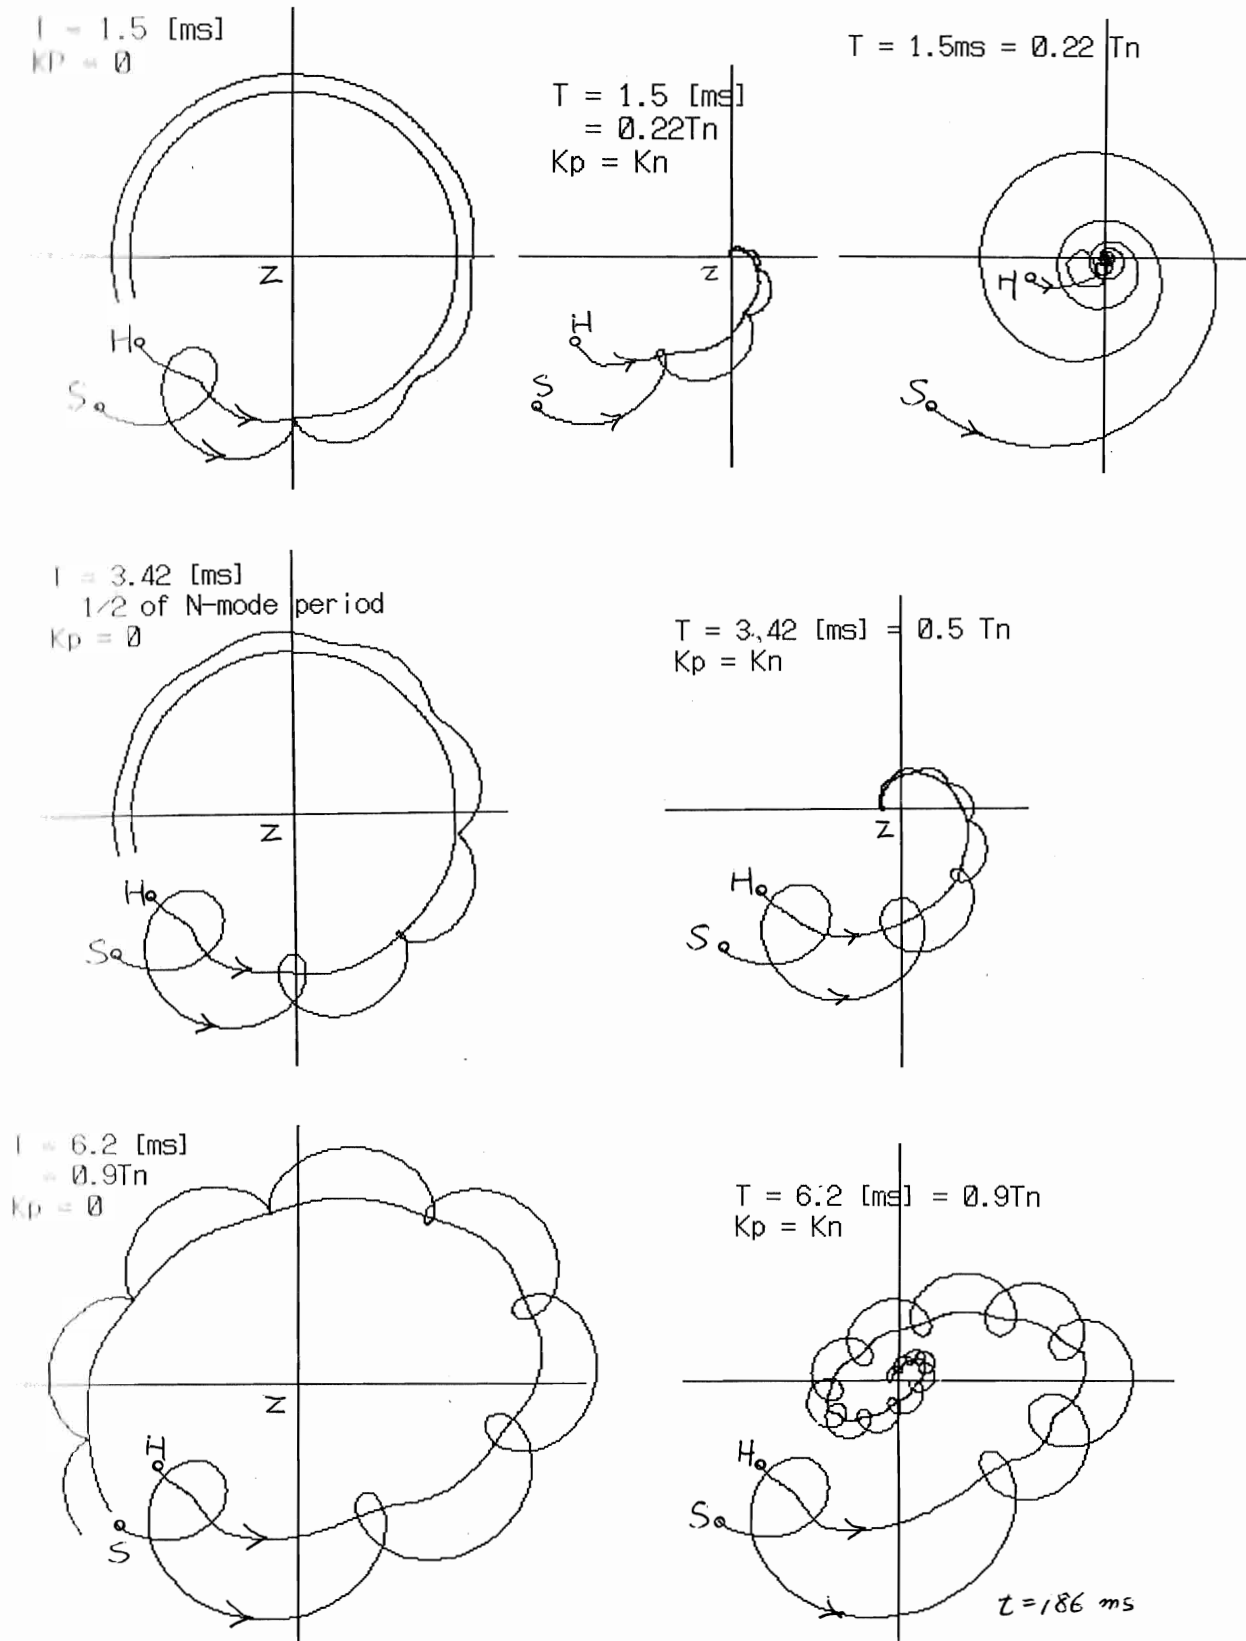 T = 1.5 [ms]
KP = 0
Z
H
S
T = 1.5 [ms]
= 0.22Tn
Kp = Kn
Z
H
S
T = 1.5ms = 0.22 Tn
H
S
T = 3.42 [ms]
1/2 of N-mode period
Kp = 0
Z
H
S
T = 3.42 [ms] = 0.5 Tn
Kp = Kn
Z
H
S
T = 6.2 [ms]
= 0.9Tn
Kp = 0
Z
H
S
T = 6.2 [ms] = 0.9Tn
Kp = Kn
H
S
t = 186 ms